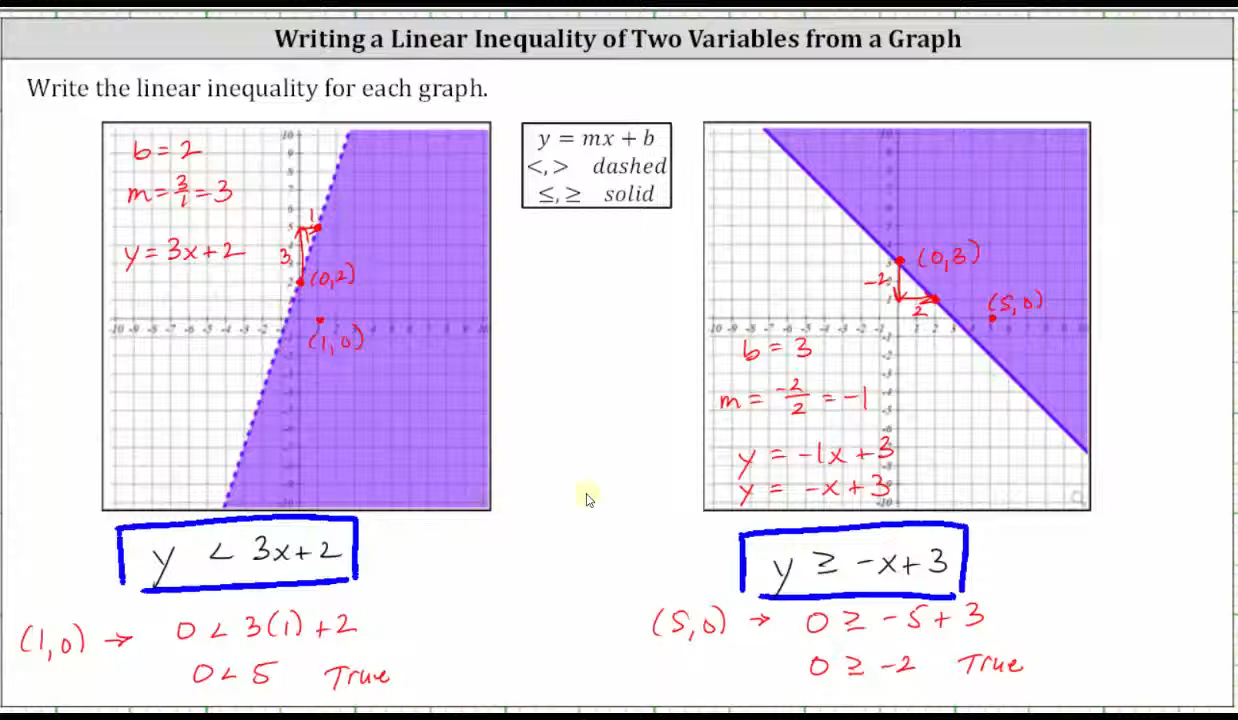 Writing a Linear Inequality of Two Variables from a Graph
Write the linear inequality for each graph.
b = 2
m = 3/1 = 3
y = 3x + 2
1
3
(0,2)
(1,0)
y = mx + b
<, > dashed
≤, ≥ solid
(0,3)
-2
2
(5,0)
b = 3
m = -2/2 = -1
y = -1x + 3
y = -x + 3
y < 3x + 2
(1,0) → 0 < 3(1) + 2
0 < 5 True
y ≥ -x + 3
(5,0) → 0 ≥ -5 + 3
0 ≥ -2 True